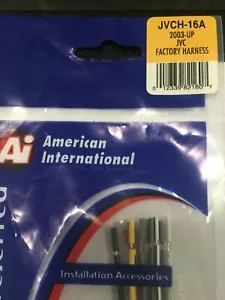 JVCH-16A
2003-UP
JVC
FACTORY HARNESS
Ai
American
International
Installation Accessories